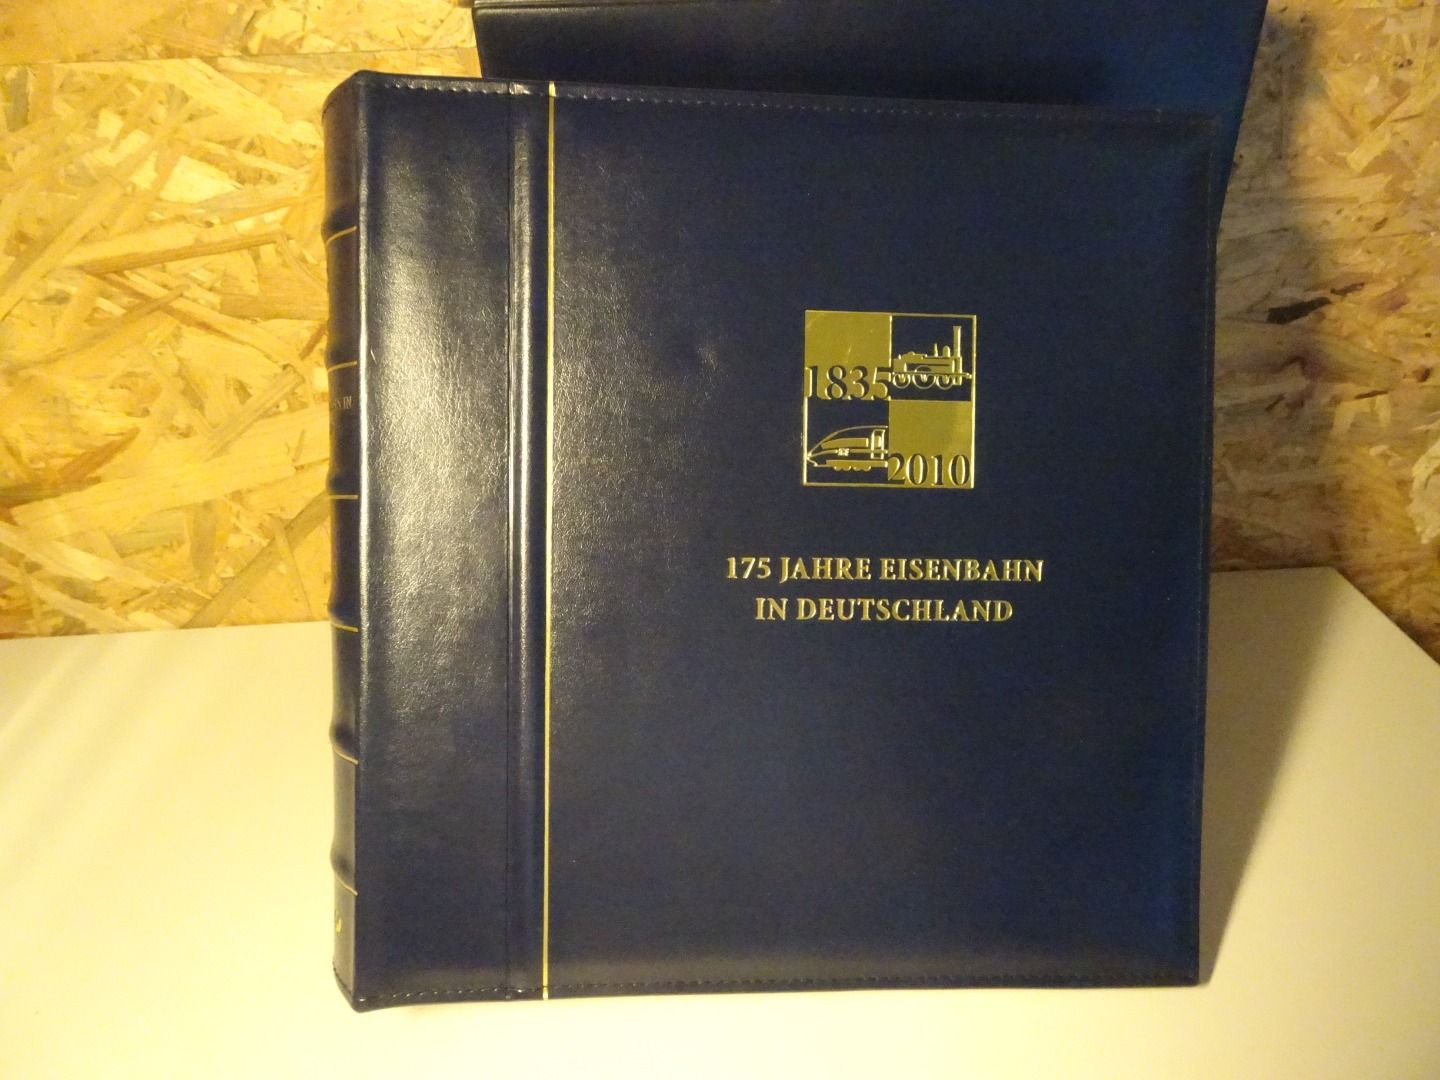 1835
2010
175 JAHRE EISENBAHN
IN DEUTSCHLAND